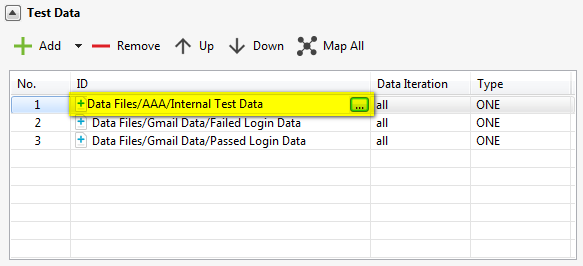 Test Data
Add Remove Up Down Map All
No. ID Data Iteration Type
1 Data Files/AAA/Internal Test Data ... all ONE
2 Data Files/Gmail Data/Failed Login Data all ONE
3 Data Files/Gmail Data/Passed Login Data all ONE